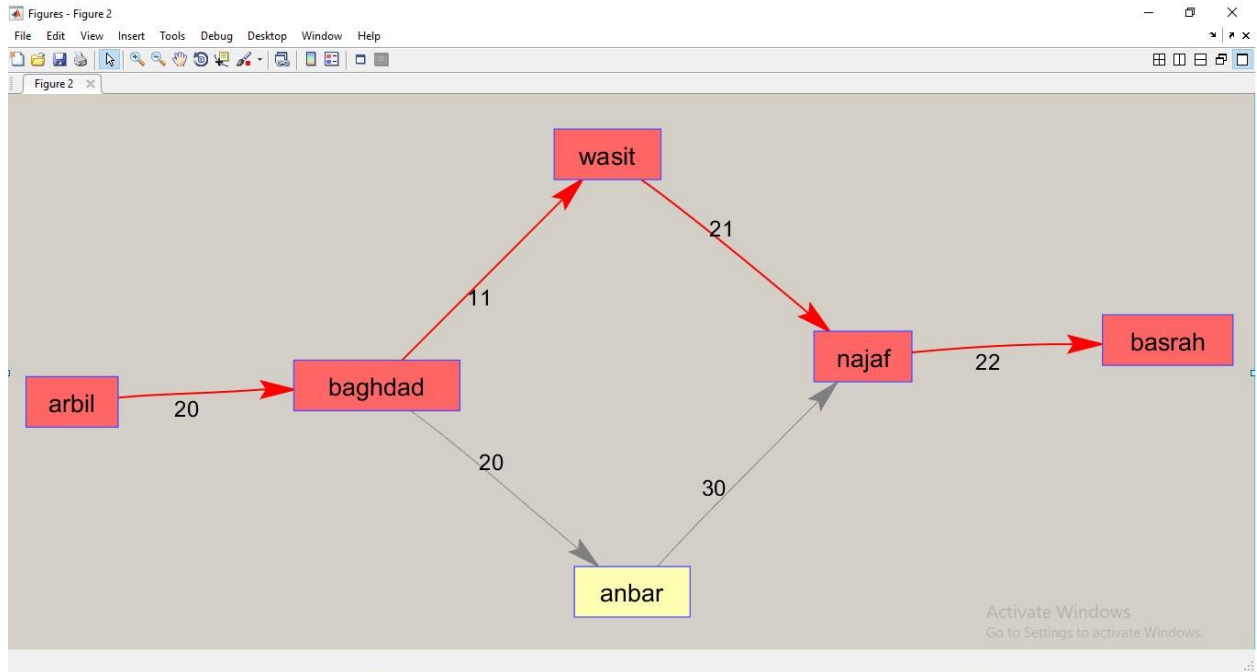 Figures - Figure 2
File Edit View Insert Tools Debug Desktop Window Help
Figure 2
wasit
21
11
najaf
basrah
22
baghdad
arbil
20
20
30
anbar
Activate Windows
Go to Settings to activate Windows.